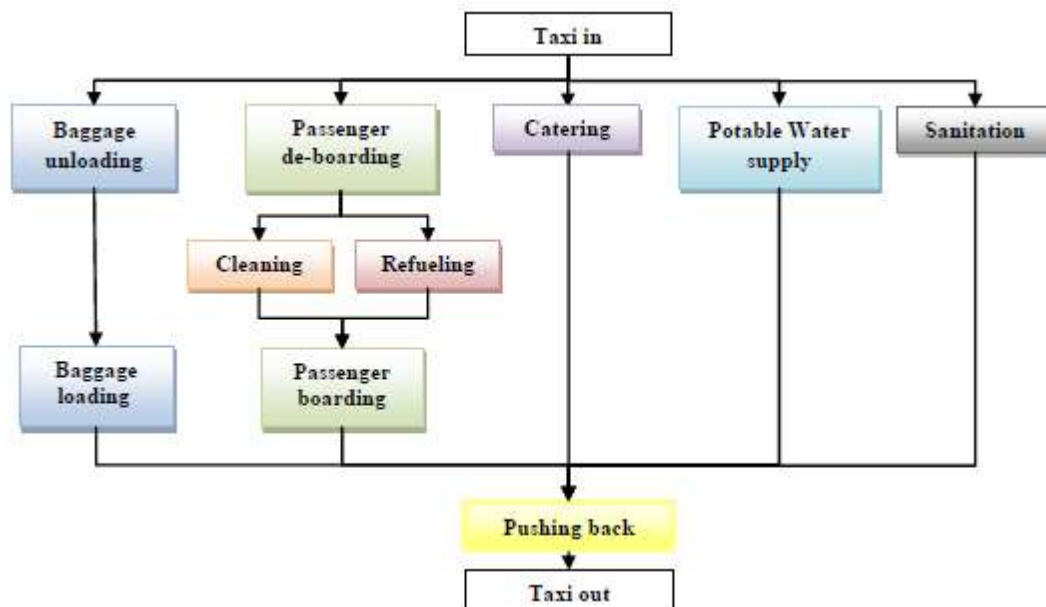 Taxi in
Baggage
unloading
Passenger
de-boarding
Catering
Potable Water
supply
Sanitation
Cleaning
Refueling
Baggage
loading
Passenger
boarding
Pushing back
Taxi out